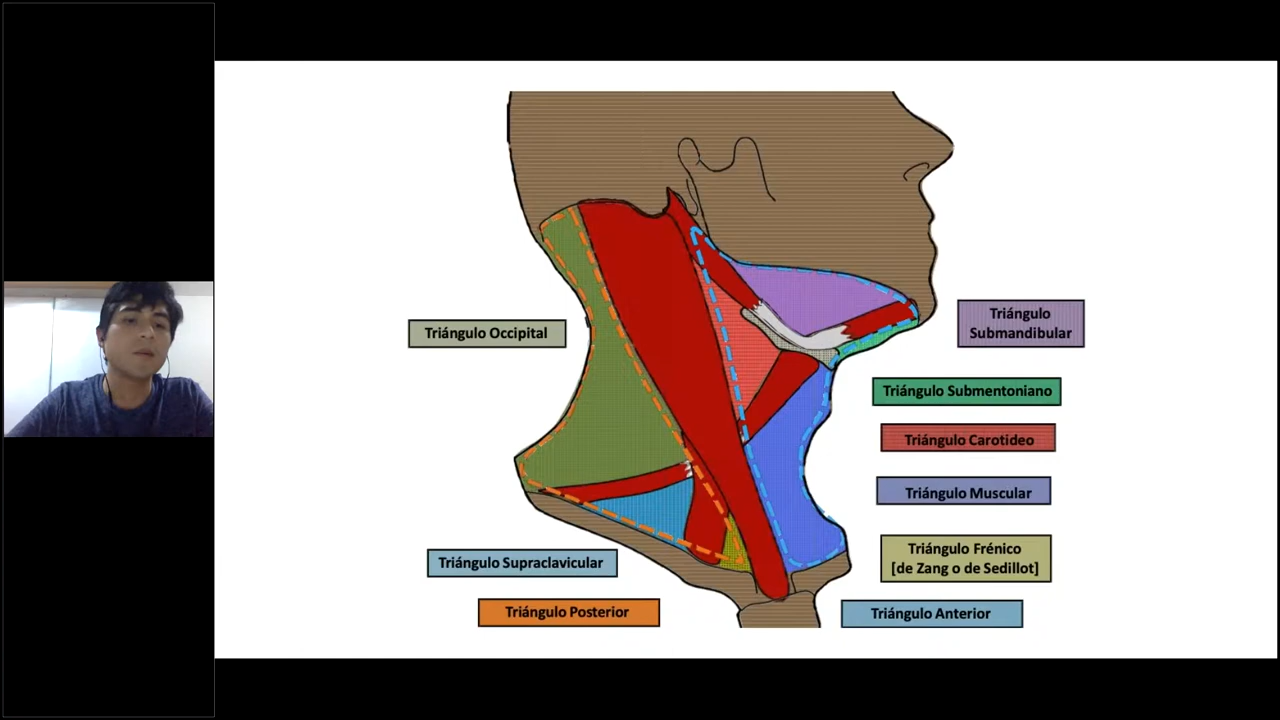 Triángulo Occipital
Triángulo
Submandibular
Triángulo Submentoniano
Triángulo Carotideo
Triángulo Muscular
Triángulo Frénico
[de Zang o de Sedillot]
Triángulo Supraclavicular
Triángulo Posterior
Triángulo Anterior